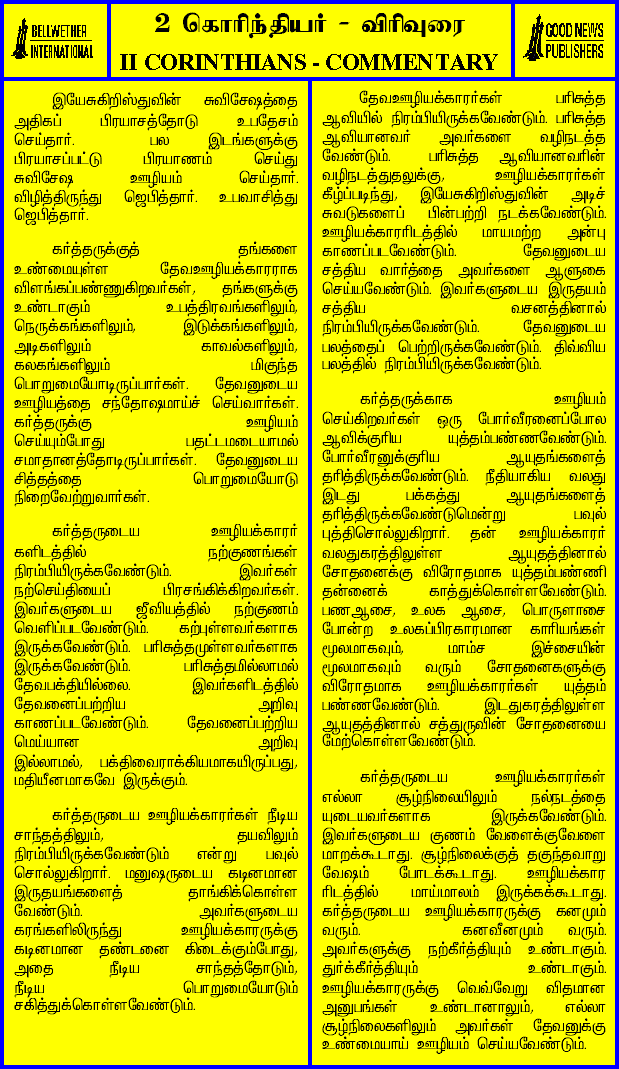 BELLWETHER
INTERNATIONAL
2 கொரிந்தியர் - விரிவுரை
II CORINTHIANS - COMMENTARY
GOOD NEWS
PUBLISHERS
இயேசுகிறிஸ்துவின் சுவிசேஷத்தை
அதிகப் பிரயாசத்தோடு உபதேசம்
செய்தார். பல இடங்களுக்கு
பிரயாசப்பட்டு பிரயாணம் செய்து
சுவிசேஷ ஊழியம் செய்தார்.
விழித்திருந்து ஜெபித்தார். உபவாசித்து
ஜெபித்தார்.
கர்த்தருக்குத் தங்களை
உண்மையுள்ள தேவஊழியக்காரராக
விளங்கப்பண்ணுகிறவர்கள், தங்களுக்கு
உண்டாகும் உபத்திரவங்களிலும்,
நெருக்கங்களிலும், இடுக்கங்களிலும்,
அடிகளிலும் காவல்களிலும்,
கலகங்களிலும் மிகுந்த
பொறுமையோடிருப்பார்கள். தேவனுடைய
ஊழியத்தை சந்தோஷமாய்ச் செய்வார்கள்.
கர்த்தருக்கு ஊழியம்
செய்யும்போது பதட்டமடையாமல்
சமாதானத்தோடிருப்பார்கள். தேவனுடைய
சித்தத்தை பொறுமையோடு
நிறைவேற்றுவார்கள்.
கர்த்தருடைய ஊழியக்காரர்
களிடத்தில் நற்குணங்கள்
நிரம்பியிருக்கவேண்டும். இவர்கள்
நற்செய்தியைப் பிரசங்கிக்கிறவர்கள்.
இவர்களுடைய ஜீவியத்தில் நற்குணம்
வெளிப்படவேண்டும். கற்புள்ளவர்களாக
இருக்கவேண்டும். பரிசுத்தமுள்ளவர்களாக
இருக்கவேண்டும். பரிசுத்தமில்லாமல்
தேவபக்தியில்லை. இவர்களிடத்தில்
தேவனைப்பற்றிய அறிவு
காணப்படவேண்டும். தேவனைப்பற்றிய
மெய்யான அறிவு
இல்லாமல், பக்திவைராக்கியமாகயிருப்பது,
மதியீனமாகவே இருக்கும்.
கர்த்தருடைய ஊழியக்காரர்கள் நீடிய
சாந்தத்திலும், தயவிலும்
நிரம்பியிருக்கவேண்டும் என்று பவுல்
சொல்லுகிறார். மனுஷருடைய கடினமான
இருதயங்களைத் தாங்கிக்கொள்ள
வேண்டும். அவர்களுடைய
கரங்களிலிருந்து ஊழியக்காரருக்கு
கடினமான தண்டனை கிடைக்கும்போது,
அதை நீடிய சாந்தத்தோடும்,
நீடிய பொறுமையோடும்
சகித்துக்கொள்ளவேண்டும்.
தேவஊழியக்காரர்கள் பரிசுத்த
ஆவியில் நிரம்பியிருக்கவேண்டும். பரிசுத்த
ஆவியானவர் அவர்களை வழிநடத்த
வேண்டும். பரிசுத்த ஆவியானவரின்
வழிநடத்துதலுக்கு, ஊழியக்காரர்கள்
கீழ்ப்படிந்து, இயேசுகிறிஸ்துவின் அடிச்
சுவடுகளைப் பின்பற்றி நடக்கவேண்டும்.
ஊழியக்காரரிடத்தில் மாயமற்ற அன்பு
காணப்படவேண்டும். தேவனுடைய
சத்திய வார்த்தை அவர்களை ஆளுகை
செய்யவேண்டும். இவர்களுடைய இருதயம்
சத்திய வசனத்தினால்
நிரம்பியிருக்கவேண்டும். தேவனுடைய
பலத்தைப் பெற்றிருக்கவேண்டும். திவ்விய
பலத்தில் நிரம்பியிருக்கவேண்டும்.
கர்த்தருக்காக ஊழியம்
செய்கிறவர்கள் ஒரு போர்வீரனைப்போல
ஆவிக்குரிய யுத்தம்பண்ணவேண்டும்.
போர்வீரனுக்குரிய ஆயுதங்களைத்
தரித்திருக்கவேண்டும். நீதியாகிய வலது
இடது பக்கத்து ஆயுதங்களைத்
தரித்திருக்கவேண்டுமென்று பவுல்
புத்திசொல்லுகிறார். தன் ஊழியக்காரர்
வலதுகரத்திலுள்ள ஆயுதத்தினால்
சோதனைக்கு விரோதமாக யுத்தம்பண்ணி
தன்னைக் காத்துக்கொள்ளவேண்டும்.
பணஆசை, உலக ஆசை, பொருளாசை
போன்ற உலகப்பிரகாரமான காரியங்கள்
மூலமாகவும், மாம்ச இச்சையின்
மூலமாகவும் வரும் சோதனைகளுக்கு
விரோதமாக ஊழியக்காரர்கள் யுத்தம்
பண்ணவேண்டும். இடதுகரத்திலுள்ள
ஆயுதத்தினால் சத்துருவின் சோதனையை
மேற்கொள்ளவேண்டும்.
கர்த்தருடைய ஊழியக்காரர்கள்
எல்லா சூழ்நிலையிலும் நல்நடத்தை
யுடையவர்களாக இருக்கவேண்டும்.
இவர்களுடைய குணம் வேளைக்குவேளை
மாறக்கூடாது. சூழ்நிலைக்குத் தகுந்தவாறு
வேஷம் போடக்கூடாது. ஊழியக்கார
ரிடத்தில் மாய்மாலம் இருக்கக்கூடாது.
கர்த்தருடைய ஊழியக்காரருக்கு கனமும்
வரும். கனவீனமும் வரும்.
அவர்களுக்கு நற்கீர்த்தியும் உண்டாகும்.
துர்க்கீர்த்தியும் உண்டாகும்.
ஊழியக்காரருக்கு வெவ்வேறு விதமான
அனுபங்கள் உண்டானாலும், எல்லா
சூழ்நிலைகளிலும் அவர்கள் தேவனுக்கு
உண்மையாய் ஊழியம் செய்யவேண்டும்.